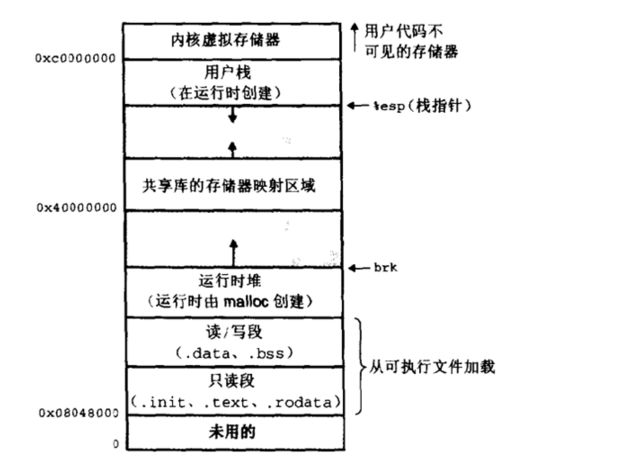 内核虚拟存储器
用户代码不
可见的存储器
0xc0000000
用户栈
(在运行时创建)
%esp(栈指针)
共享库的存储器映射区域
0x40000000
brk
运行时堆
(运行时由 malloc 创建)
读/写段
(.data、.bss)
从可执行文件加载
只读段
(.init、.text、.rodata)
0x08048000
未用的
0